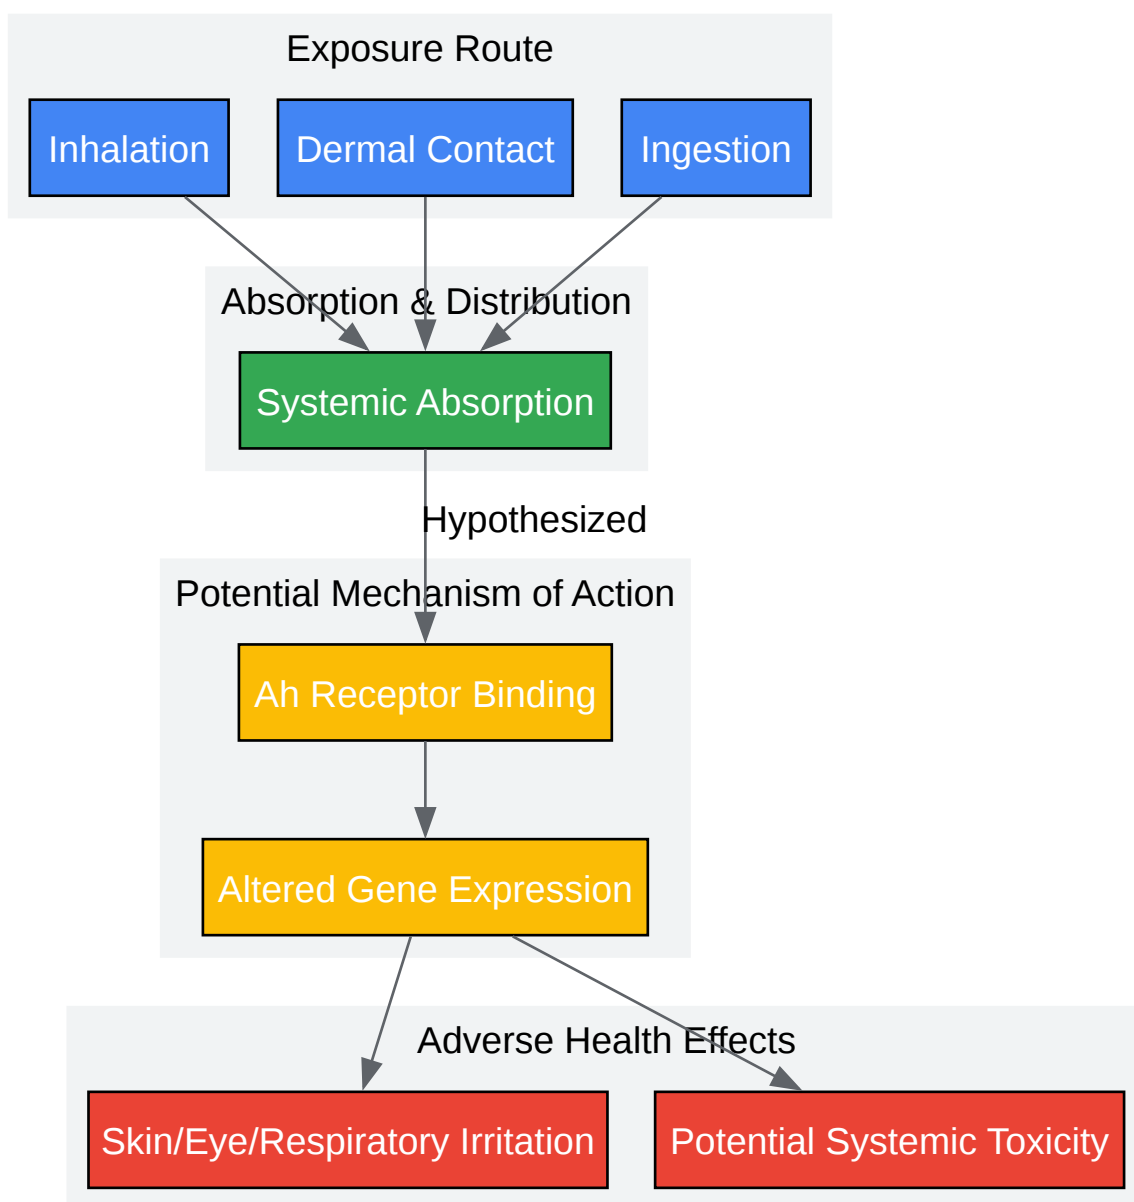 Exposure Route
Inhalation
Dermal Contact
Ingestion
Absorption & Distribution
Systemic Absorption
Hypothesized
Potential Mechanism of Action
Ah Receptor Binding
Altered Gene Expression
Adverse Health Effects
Skin/Eye/Respiratory Irritation
Potential Systemic Toxicity